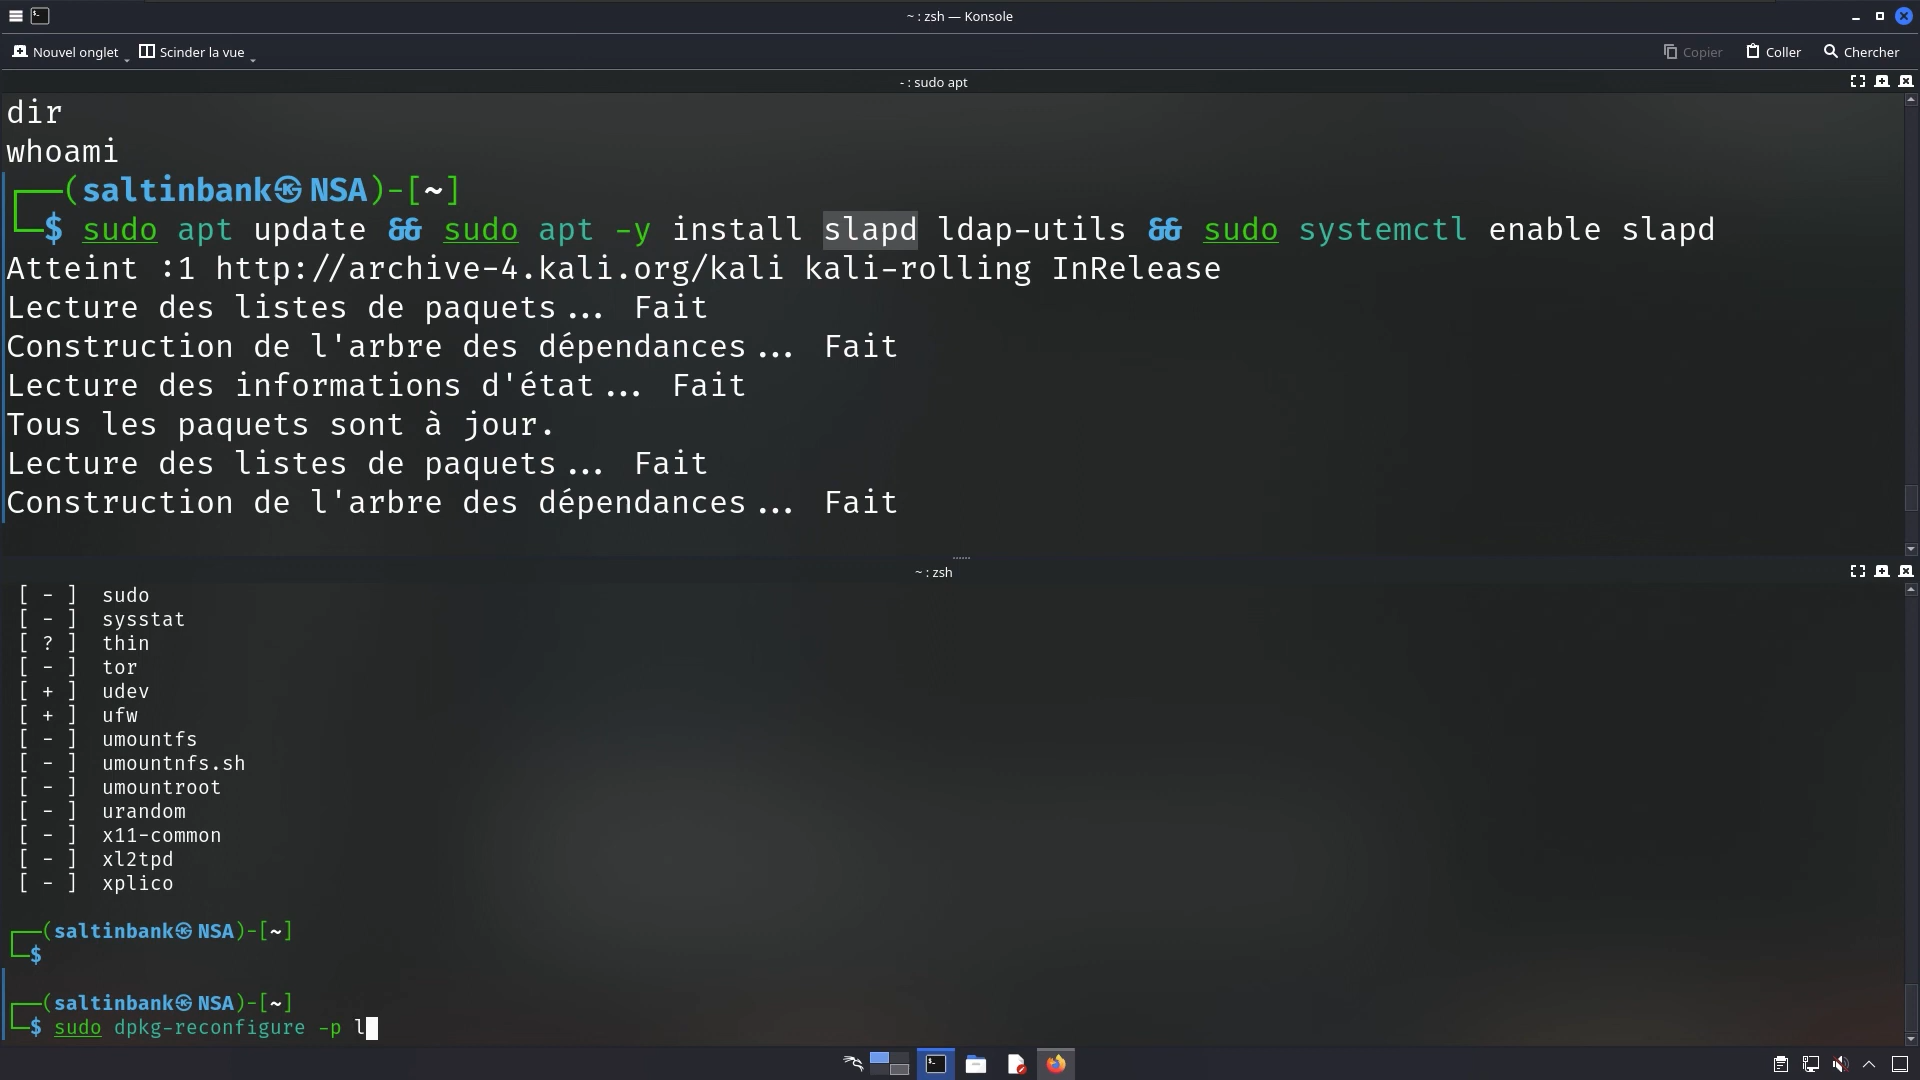 ~ : zsh — Konsole
Nouvel onglet
Scinder la vue
Copier
Coller
Chercher
- : sudo apt
dir
whoami
(saltinbank㉿NSA)-[~]
$ sudo apt update && sudo apt -y install slapd ldap-utils && sudo systemctl enable slapd
Atteint :1 http://archive-4.kali.org/kali kali-rolling InRelease
Lecture des listes de paquets... Fait
Construction de l'arbre des dépendances... Fait
Lecture des informations d'état... Fait
Tous les paquets sont à jour.
Lecture des listes de paquets... Fait
Construction de l'arbre des dépendances... Fait
~ : zsh
[ - ] sudo
[ - ] sysstat
[ ? ] thin
[ - ] tor
[ + ] udev
[ + ] ufw
[ - ] umountfs
[ - ] umountnfs.sh
[ - ] umountroot
[ - ] urandom
[ - ] x11-common
[ - ] xl2tpd
[ - ] xplico
(saltinbank㉿NSA)-[~]
$
(saltinbank㉿NSA)-[~]
$ sudo dpkg-reconfigure -p l